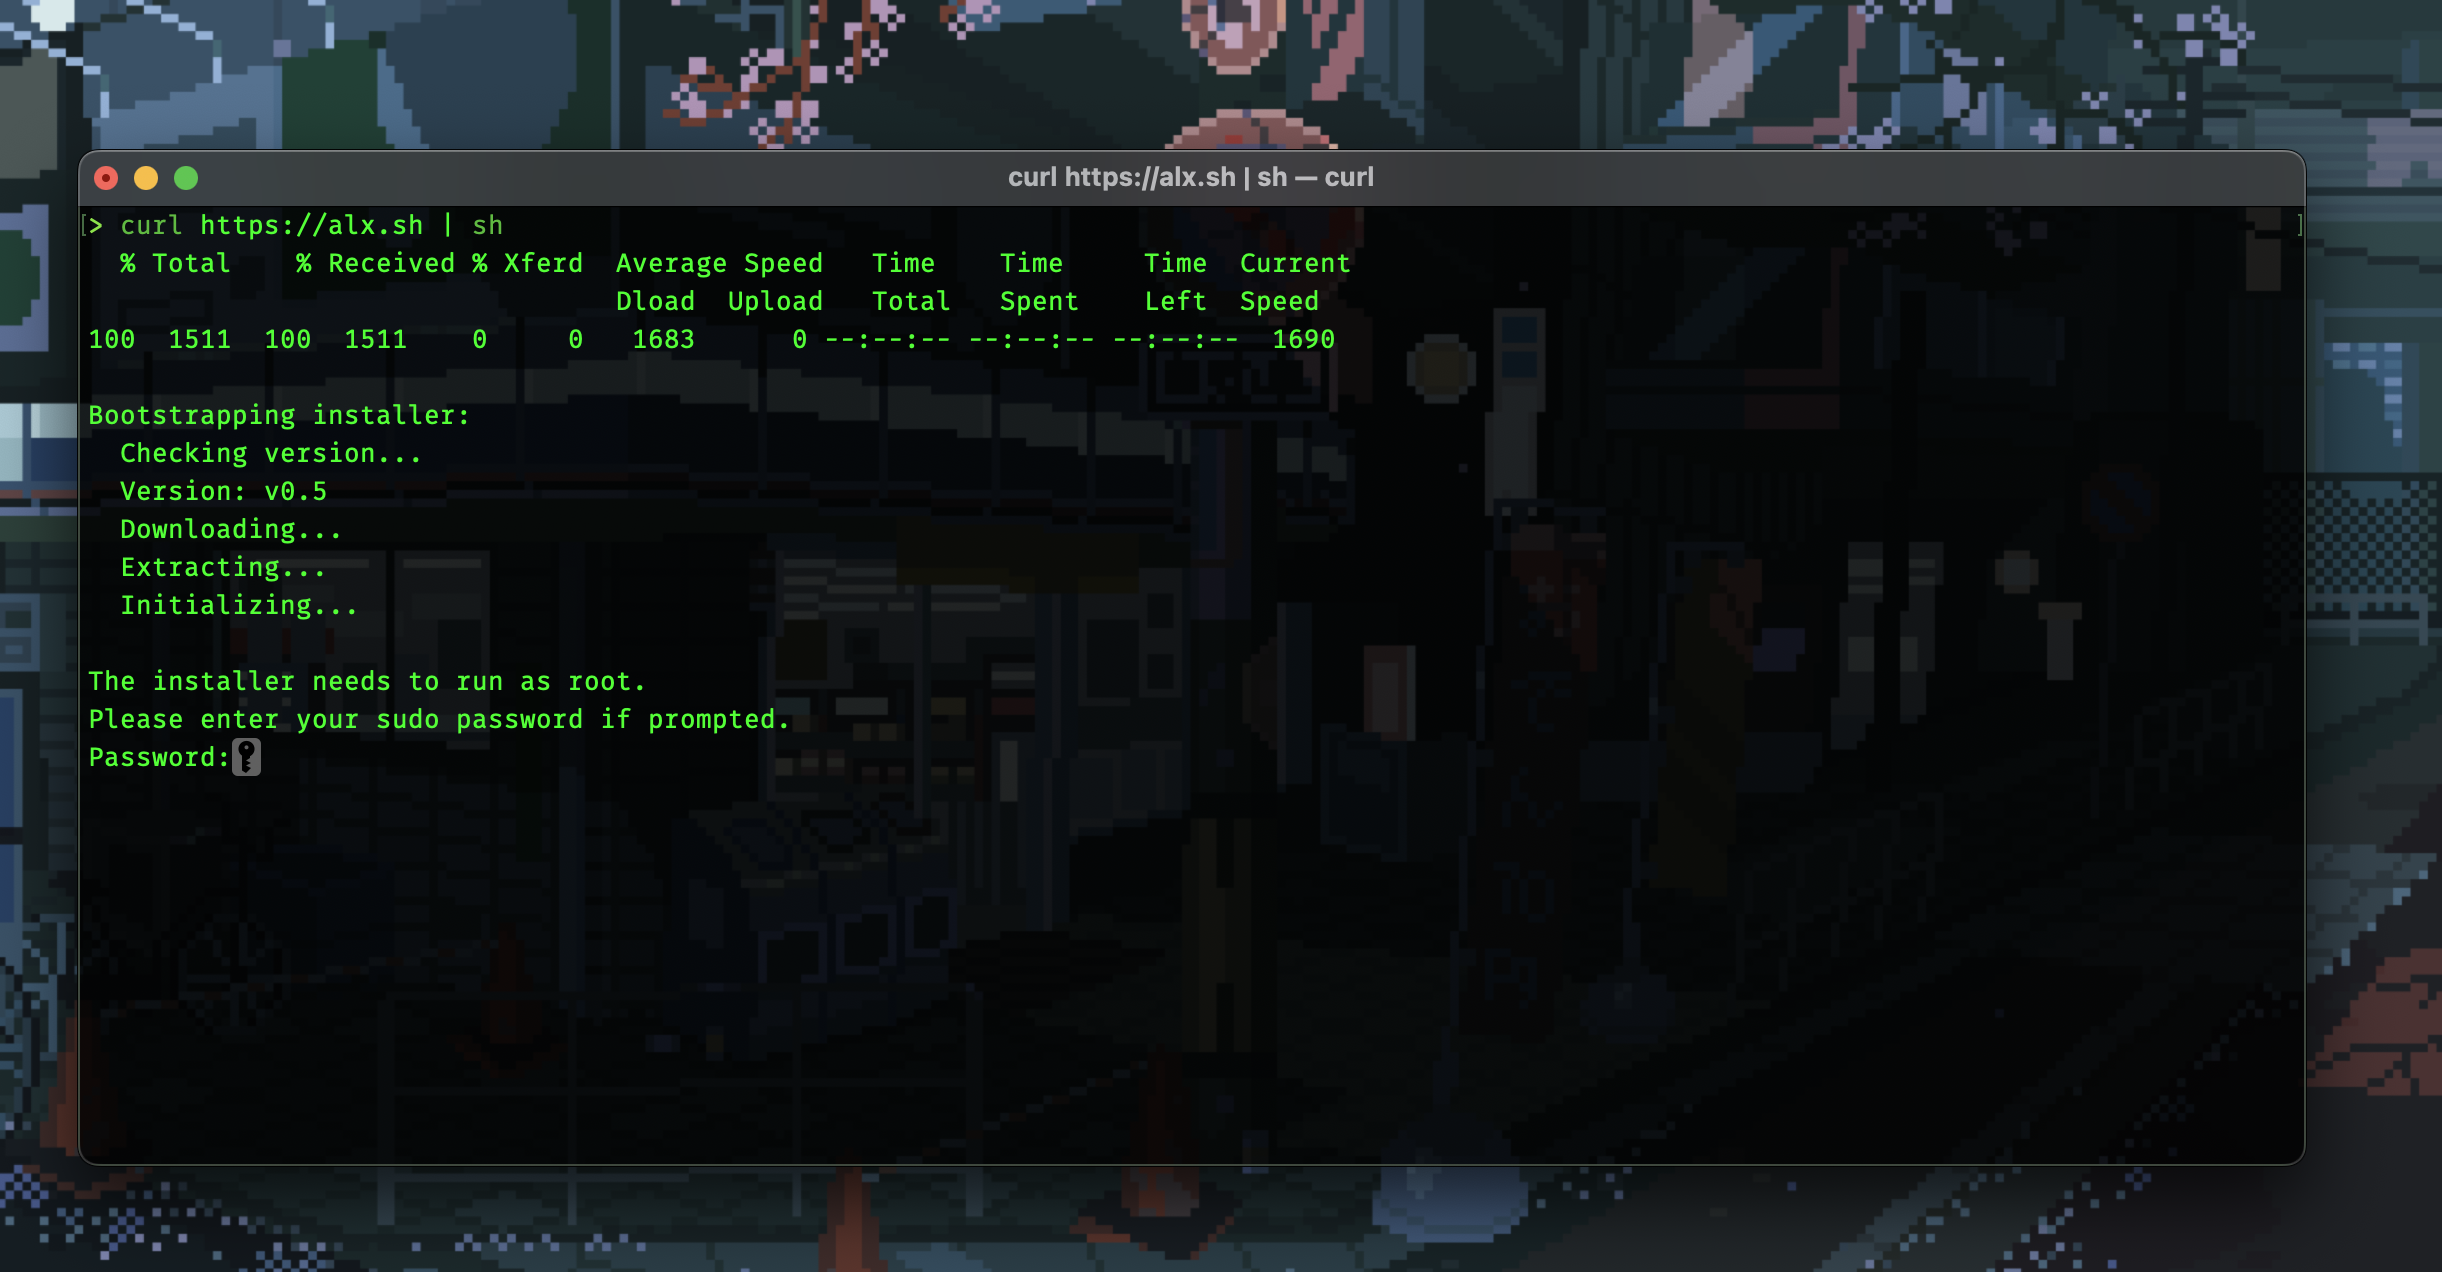 curl https://alx.sh | sh — curl
[> curl https://alx.sh | sh ]
% Total % Received % Xferd Average Speed Time Time Time Current
Dload Upload Total Spent Left Speed
100 1511 100 1511 0 0 1683 0 --:--:-- --:--:-- --:--:-- 1690
Bootstrapping installer:
Checking version...
Version: v0.5
Downloading...
Extracting...
Initializing...
The installer needs to run as root.
Please enter your sudo password if prompted.
Password: